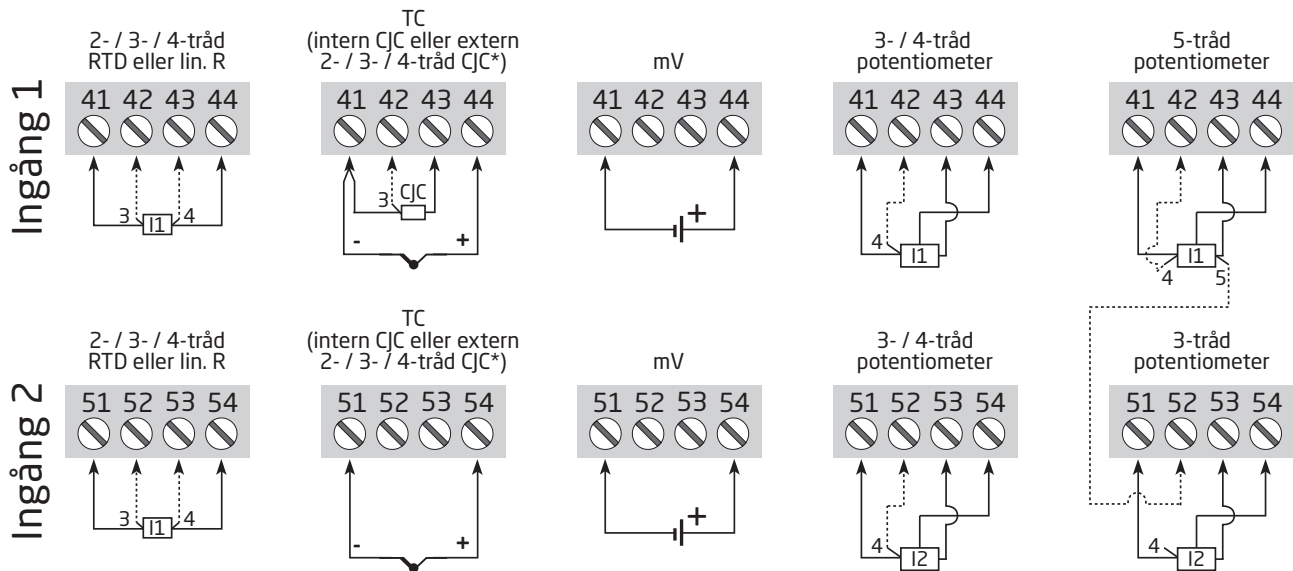 Ingång 1
2- / 3- / 4-tråd
RTD eller lin. R
41 42 43 44
3 I1 4
TC
(intern CJC eller extern
2- / 3- / 4-tråd CJC*)
41 42 43 44
3 CJC
- +
mV
41 42 43 44
+
3- / 4-tråd
potentiometer
41 42 43 44
4 I1
5-tråd
potentiometer
41 42 43 44
4 I1 5
Ingång 2
2- / 3- / 4-tråd
RTD eller lin. R
51 52 53 54
3 I1 4
TC
(intern CJC eller extern
2- / 3- / 4-tråd CJC*)
51 52 53 54
- +
mV
51 52 53 54
+
3- / 4-tråd
potentiometer
51 52 53 54
4 I2
3-tråd
potentiometer
51 52 53 54
4 I2